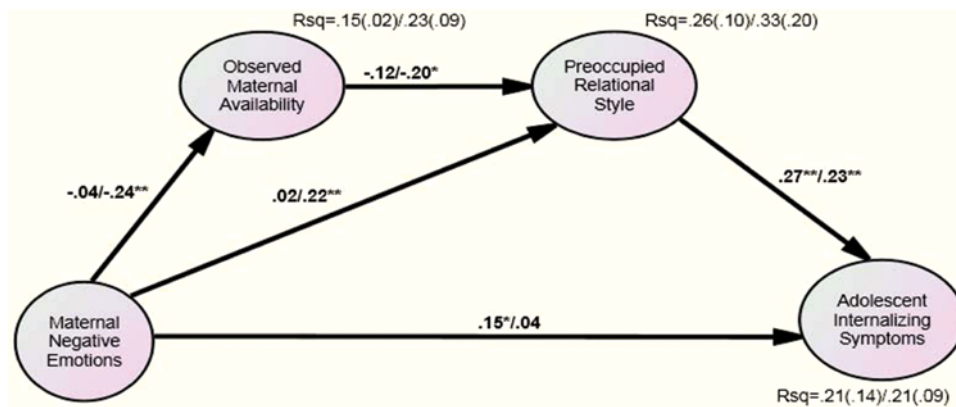 Rsq=.15(.02)/.23(.09)
Rsq=.26(.10)/.33(.20)
Observed
Maternal
Availability
-.12/-.20*
Preoccupied
Relational
Style
-.04/-.24**
.02/.22**
.27**/.23**
Maternal
Negative
Emotions
.15*/.04
Adolescent
Internalizing
Symptoms
Rsq=.21(.14)/.21(.09)